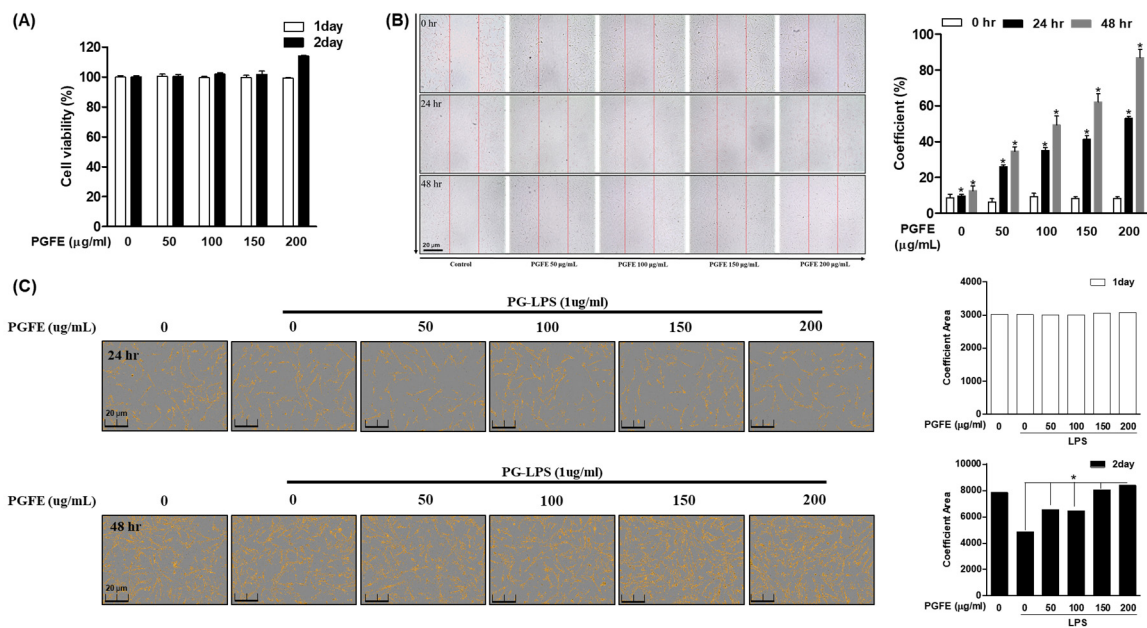 (A)
1day
2day
Cell viability (%)
120
100
80
60
40
20
0
PGFE (μg/ml)
0 50 100 150 200
(B)
0 hr
24 hr
48 hr
20 μm
Control PGFE 50 μg/mL PGFE 100 μg/mL PGFE 150 μg/mL PGFE 200 μg/mL
0 hr 24 hr 48 hr
Coefficient (%)
100
80
60
40
20
0
* * * * * * * * * *
PGFE
(μg/mL)
0 50 100 150 200
(C)
PG-LPS (1ug/ml)
PGFE (ug/mL) 0 0 50 100 150 200
24 hr
20 μm
1day
Coefficient Area
4000
3000
2000
1000
0
PGFE (μg/ml) 0 0 50 100 150 200
LPS
PG-LPS (1ug/ml)
PGFE (ug/mL) 0 0 50 100 150 200
48 hr
20 μm
2day
Coefficient Area
10000
8000
6000
4000
2000
0
*
PGFE (μg/ml) 0 0 50 100 150 200
LPS